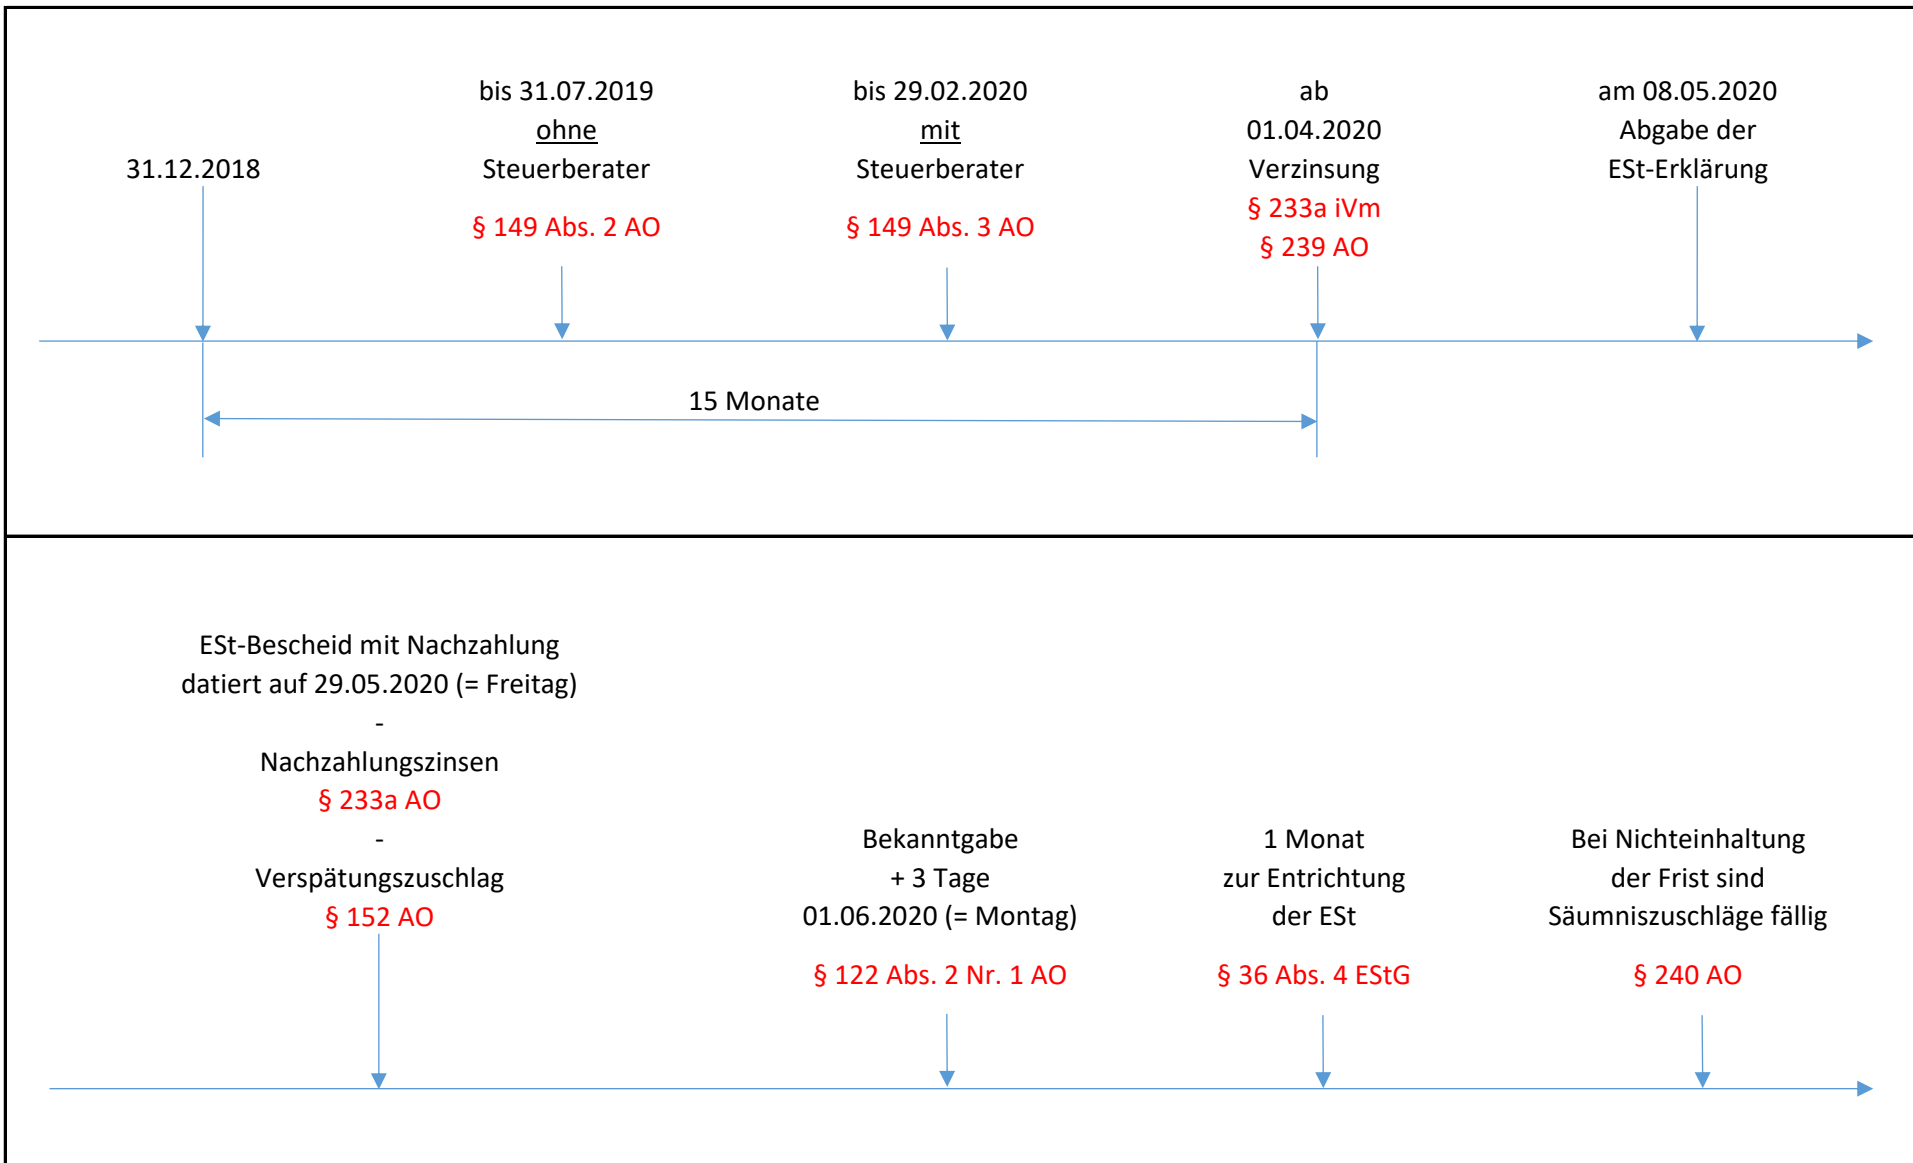 31.12.2018
bis 31.07.2019
ohne
Steuerberater
§ 149 Abs. 2 AO
bis 29.02.2020
mit
Steuerberater
§ 149 Abs. 3 AO
ab
01.04.2020
Verzinsung
§ 233a iVm
§ 239 AO
am 08.05.2020
Abgabe der
ESt-Erklärung
15 Monate
ESt-Bescheid mit Nachzahlung
datiert auf 29.05.2020 (= Freitag)
-
Nachzahlungszinsen
§ 233a AO
-
Verspätungszuschlag
§ 152 AO
Bekanntgabe
+ 3 Tage
01.06.2020 (= Montag)
§ 122 Abs. 2 Nr. 1 AO
1 Monat
zur Entrichtung
der ESt
§ 36 Abs. 4 EStG
Bei Nichteinhaltung
der Frist sind
Säumniszuschläge fällig
§ 240 AO